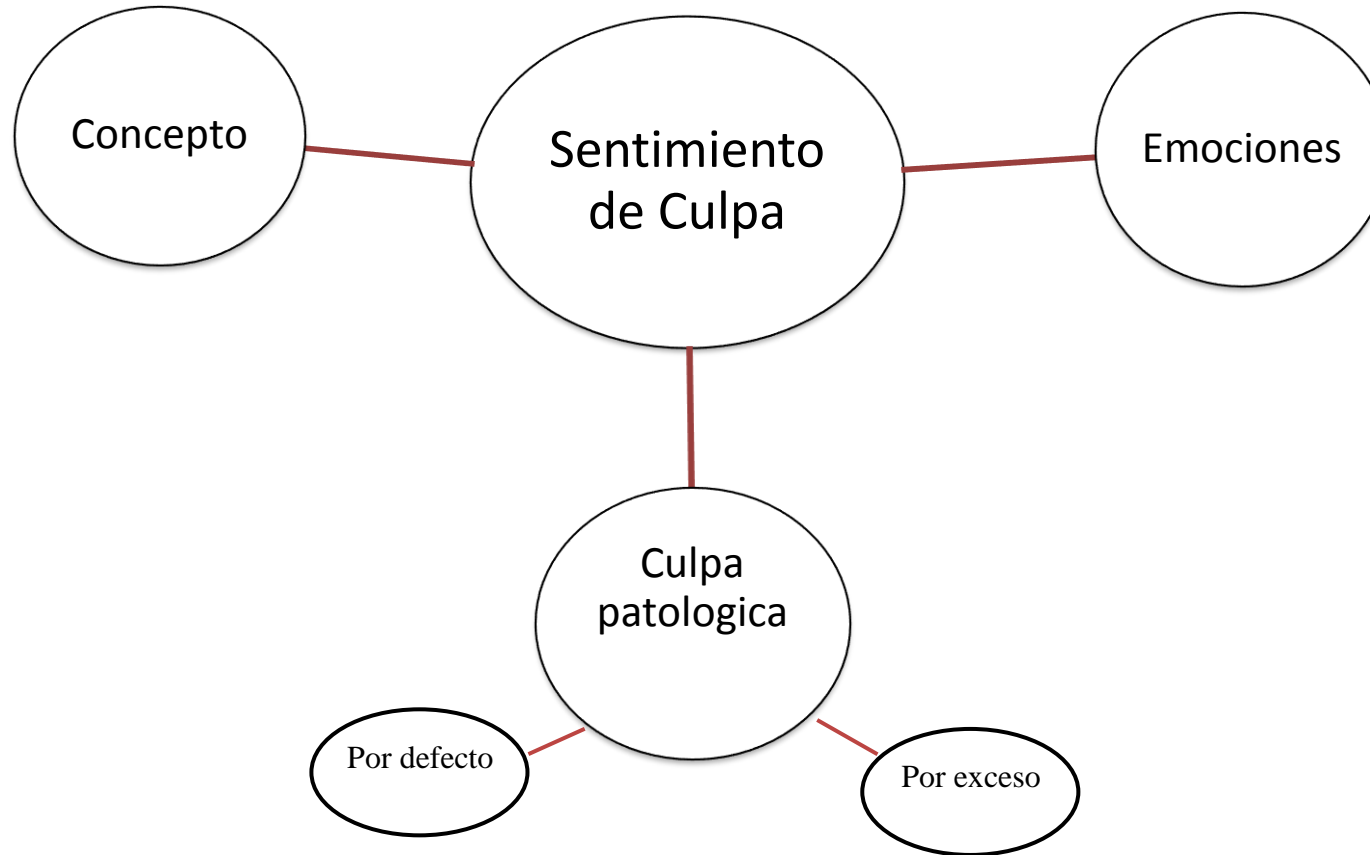 Concepto
Sentimiento
de Culpa
Emociones
Culpa
patologica
Por defecto
Por exceso